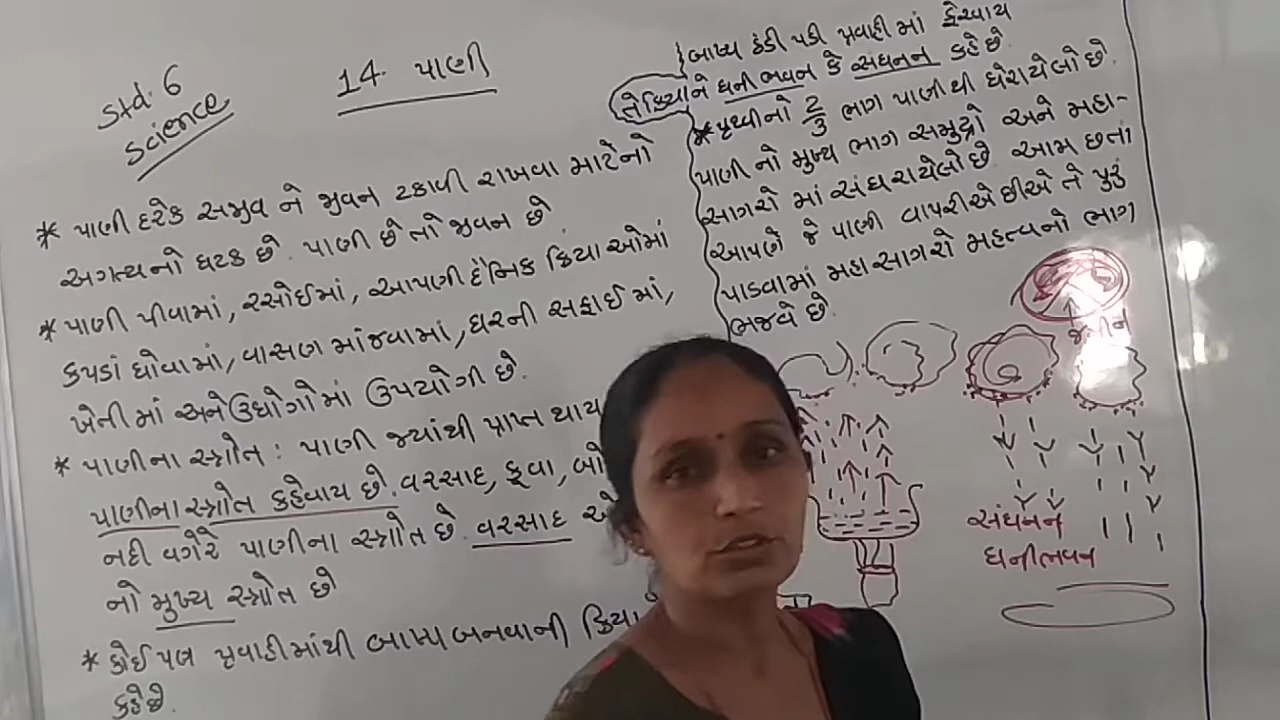 Std. 6
Science
14. પાણી
* પાણી દરેક સજીવ ને જીવન ટકાવી રાખવા માટેનો
અગત્યનો ઘટક છે. પાણી છે તો જીવન છે
* પાણી પીવામાં, રસોઈમાં, આપણી દૈનિક ક્રિયાઓમાં
કપડાં ધોવામાં, વાસણ માંજવામાં, ઘરની સફાઈ માં,
ખેતી માં અને ઉદ્યોગો માં ઉપયોગી છે.
* પાણીના સ્ત્રોત : પાણી જ્યાંથી પ્રાપ્ત થાય
પાણીના સ્ત્રોત કહેવાય છે. વરસાદ, કૂવા, બો
નદી વગેરે પાણીના સ્ત્રોત છે. વરસાદ એ
નો મુખ્ય સ્ત્રોત છે
* કોઈ પણ પ્રવાહીમાંથી બાષ્પ બનવાની ક્રિયા
કહે છે.
બાષ્પ ઠંડી પડી પ્રવાહી માં ફેરવાય
તે ક્રિયાને ઘનીભવન કે સંઘનન કહે છે.
* પૃથ્વીનો 2/3 ભાગ પાણીથી ઘેરાયેલો છે.
પાણી નો મુખ્ય ભાગ સમુદ્રો અને મહા-
સાગરો માં સંઘરાયેલો છે. આમ છતાં
આપણે જે પાણી વાપરીએ છીએ તે પુરું
પાડવામાં મહાસાગરો મહત્વનો ભાગ
ભજવે છે.
સંઘનન
ઘનીભવન